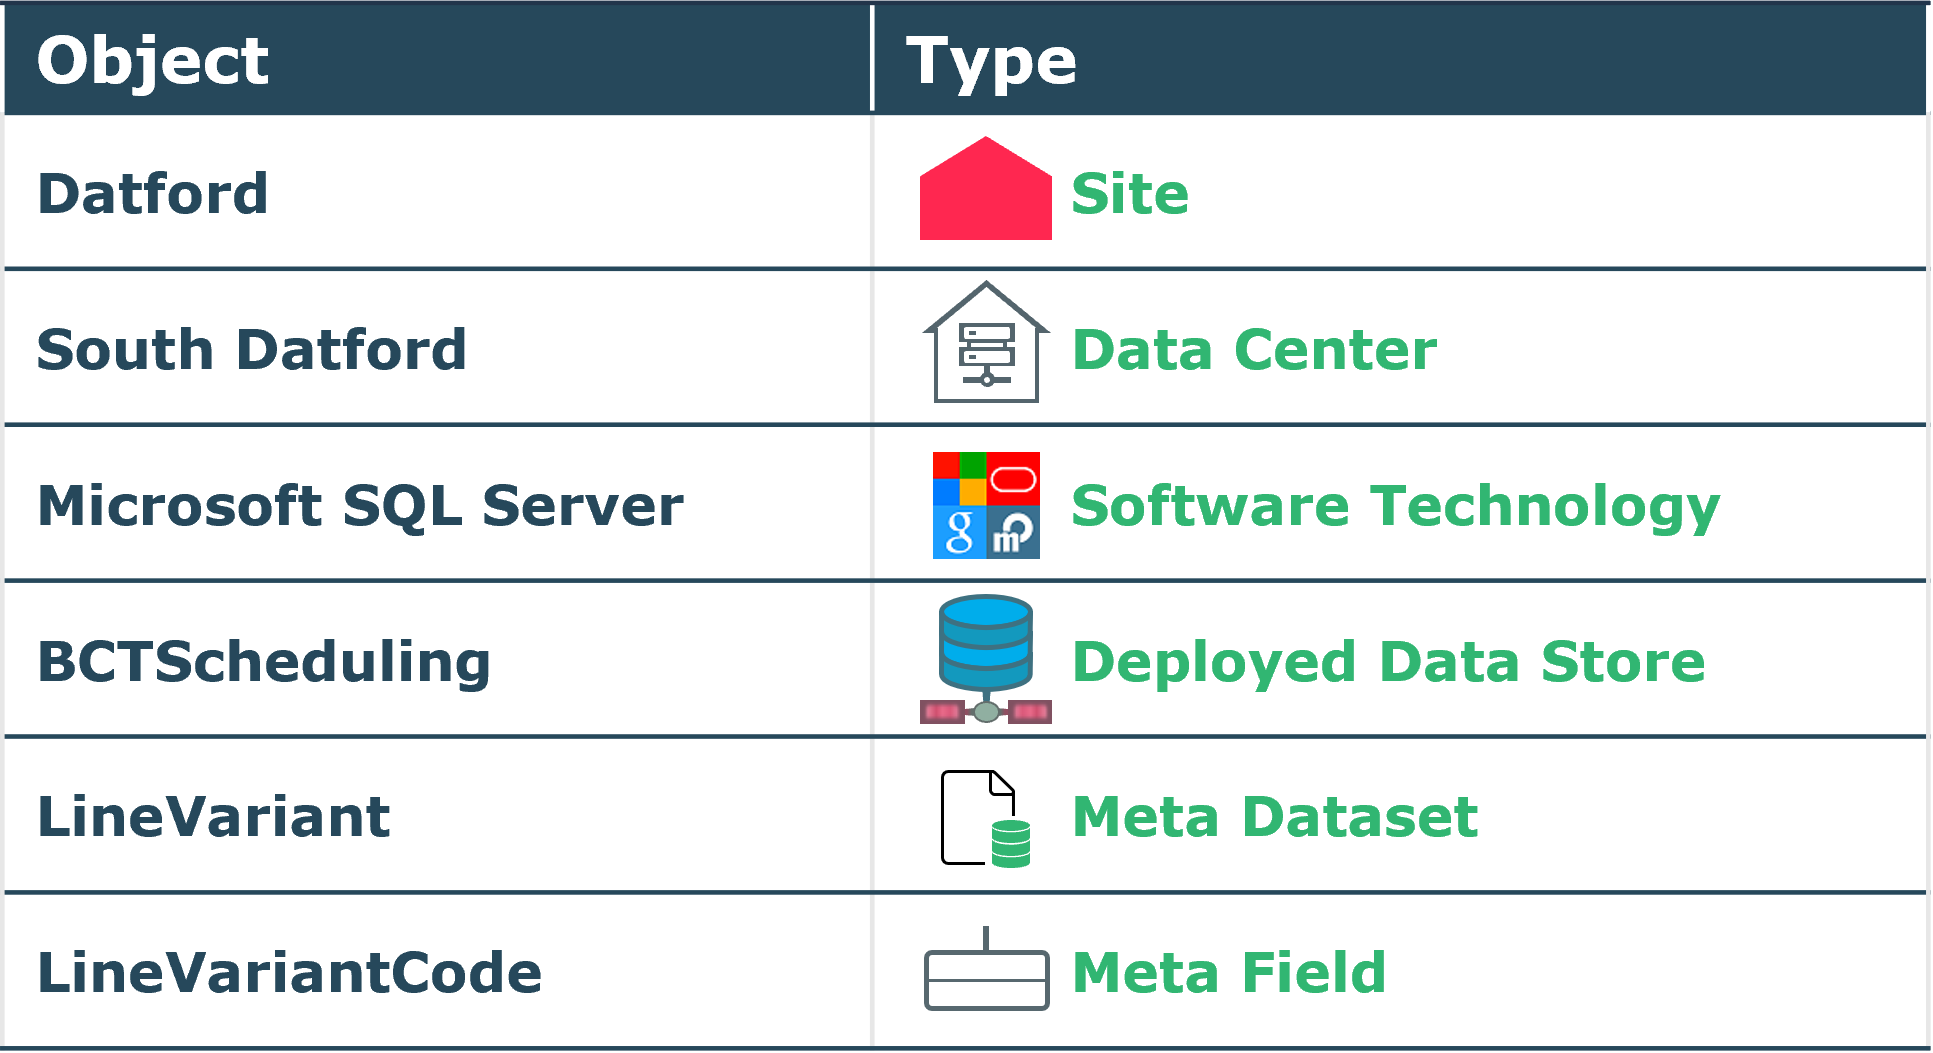 Object Type
Datford Site
South Datford Data Center
Microsoft SQL Server Software Technology
BCTScheduling Deployed Data Store
LineVariant Meta Dataset
LineVariantCode Meta Field